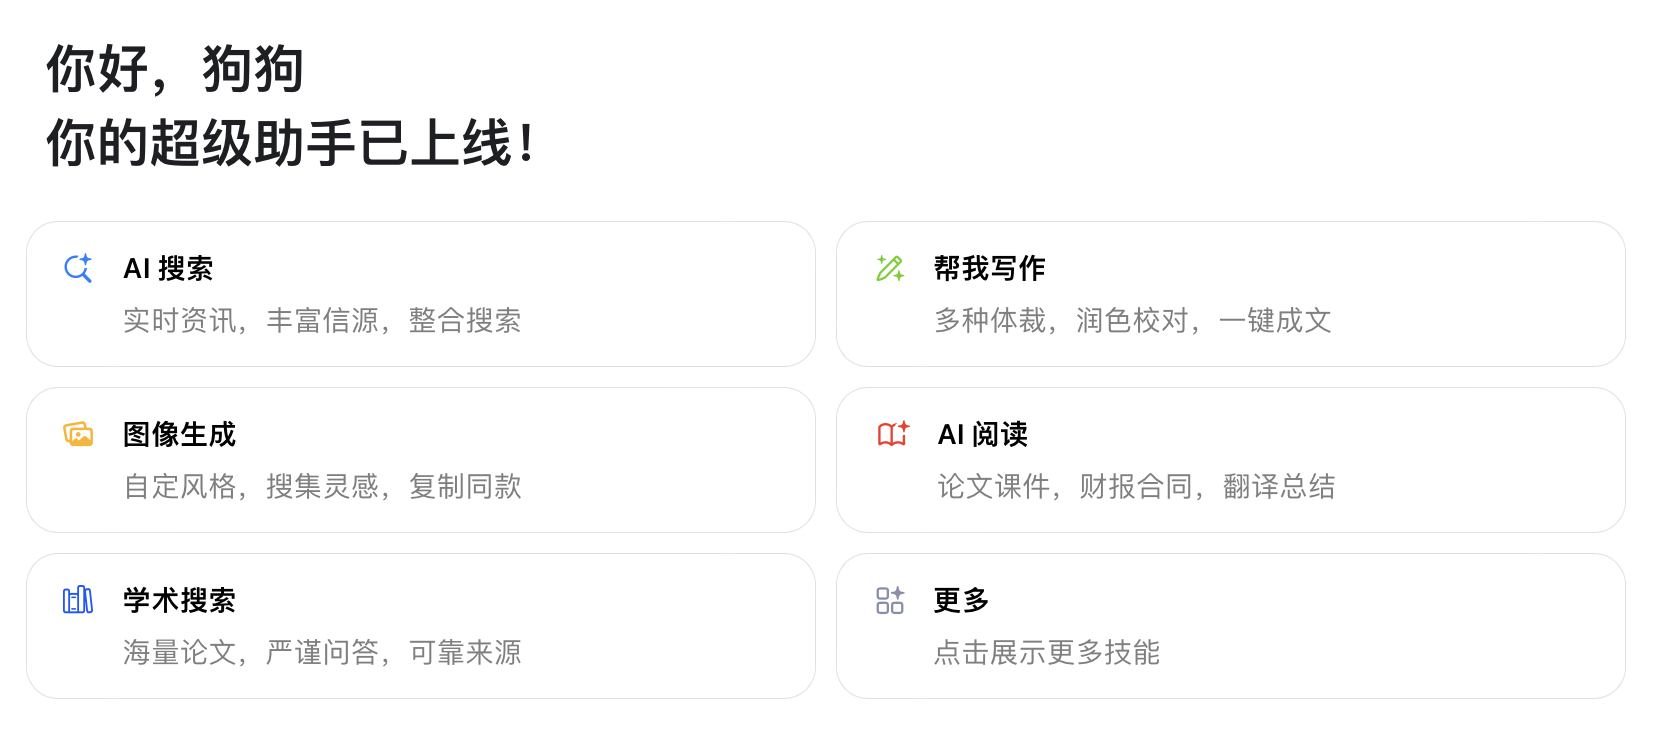 你好，狗狗
你的超级助手已上线！
AI 搜索
实时资讯，丰富信源，整合搜索
帮我写作
多种体裁，润色校对，一键成文
图像生成
自定风格，搜集灵感，复制同款
AI 阅读
论文课件，财报合同，翻译总结
学术搜索
海量论文，严谨问答，可靠来源
更多
点击展示更多技能